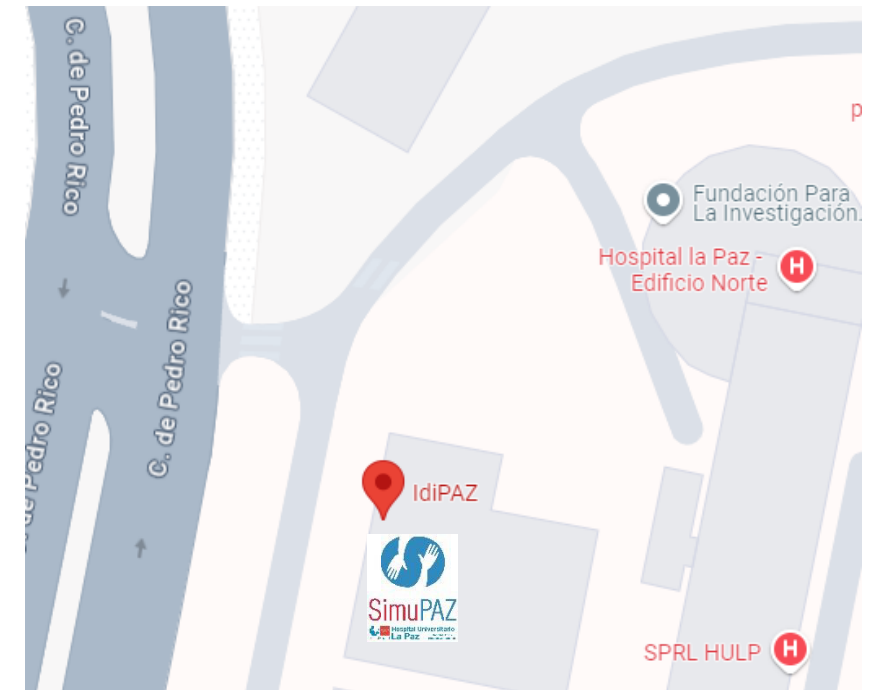 C. de Pedro Rico
p
Fundación Para
La Investigación.
Hospital la Paz -
Edificio Norte
C. de Pedro Rico
de Pedro Rico
IdiPAZ
SimuPAZ
Hospital Universitario
La Paz
SPRL HULP